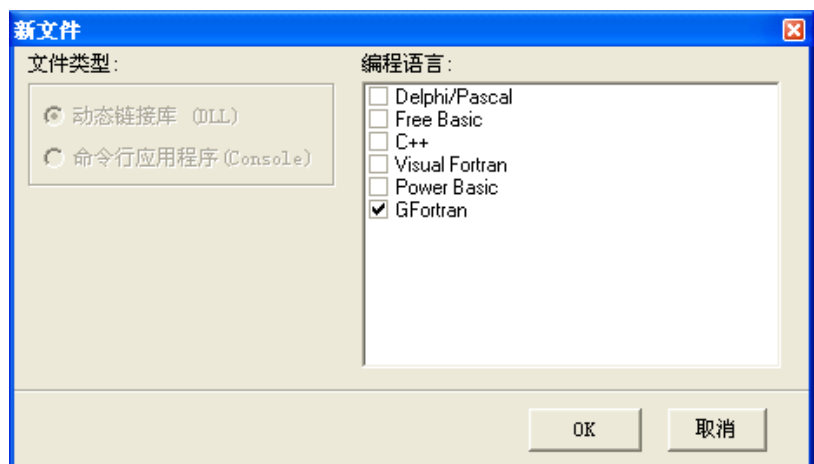 新文件
文件类型:
动态链接库 (DLL)
命令行应用程序(Console)
编程语言:
Delphi/Pascal
Free Basic
C++
Visual Fortran
Power Basic
GFortran
OK
取消